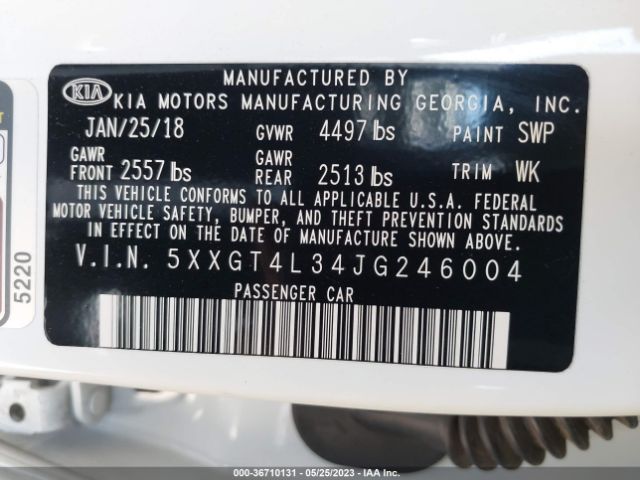 MANUFACTURED BY
KIA KIA MOTORS MANUFACTURING GEORGIA, INC.
JAN/25/18 GVWR 4497 lbs PAINT SWP
GAWR FRONT 2557 lbs GAWR REAR 2513 lbs TRIM WK
THIS VEHICLE CONFORMS TO ALL APPLICABLE U.S.A. FEDERAL
MOTOR VEHICLE SAFETY, BUMPER, AND THEFT PREVENTION STANDARDS
IN EFFECT ON THE DATE OF MANUFACTURE SHOWN ABOVE.
V.I.N. 5XXGT4L34JG246004
PASSENGER CAR
5220
000-36710131 - 05/25/2023 - IAA Inc.